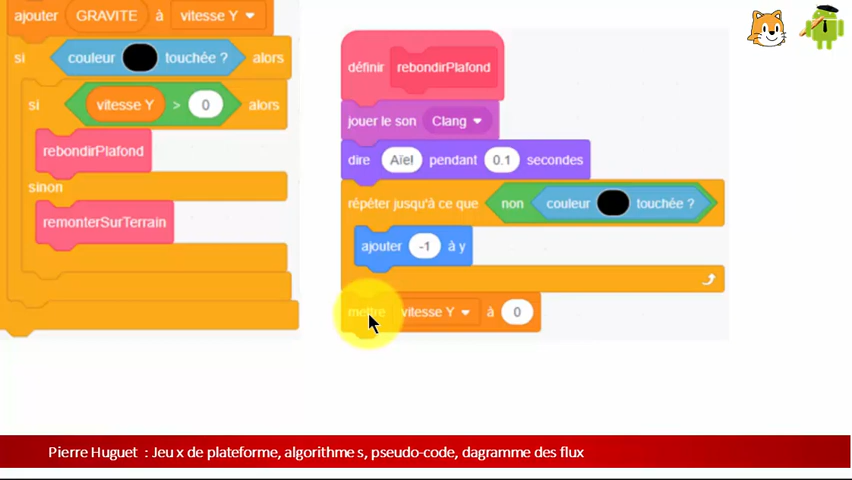 ajouter GRAVITE à vitesse Y
si couleur touchée ? alors
si vitesse Y > 0 alors
rebondirPlafond
sinon
remonterSurTerrain
définir rebondirPlafond
jouer le son Clang
dire Aïe! pendant 0.1 secondes
répéter jusqu'à ce que non couleur touchée ?
ajouter -1 à y
mettre vitesse Y à 0
Pierre Huguet : Jeu x de plateforme, algorithme s, pseudo-code, dagramme des flux